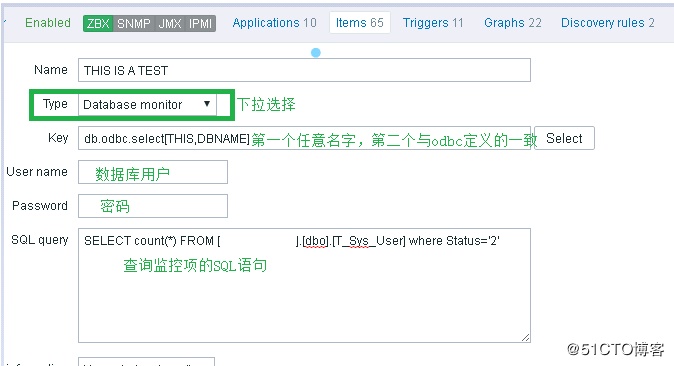 Enabled ZBX SNMP JMX IPMI Applications 10 Items 65 Triggers 11 Graphs 22 Discovery rules 2
Name THIS IS A TEST
Type Database monitor 下拉选择
Key db.odbc.select[THIS,DBNAME] 第一个任意名字，第二个与odbc定义的一致 Select
User name 数据库用户
Password 密码
SQL query SELECT count(*) FROM [ ].[dbo].[T_Sys_User] where Status='2'
查询监控项的SQL语句
@51CTO博客